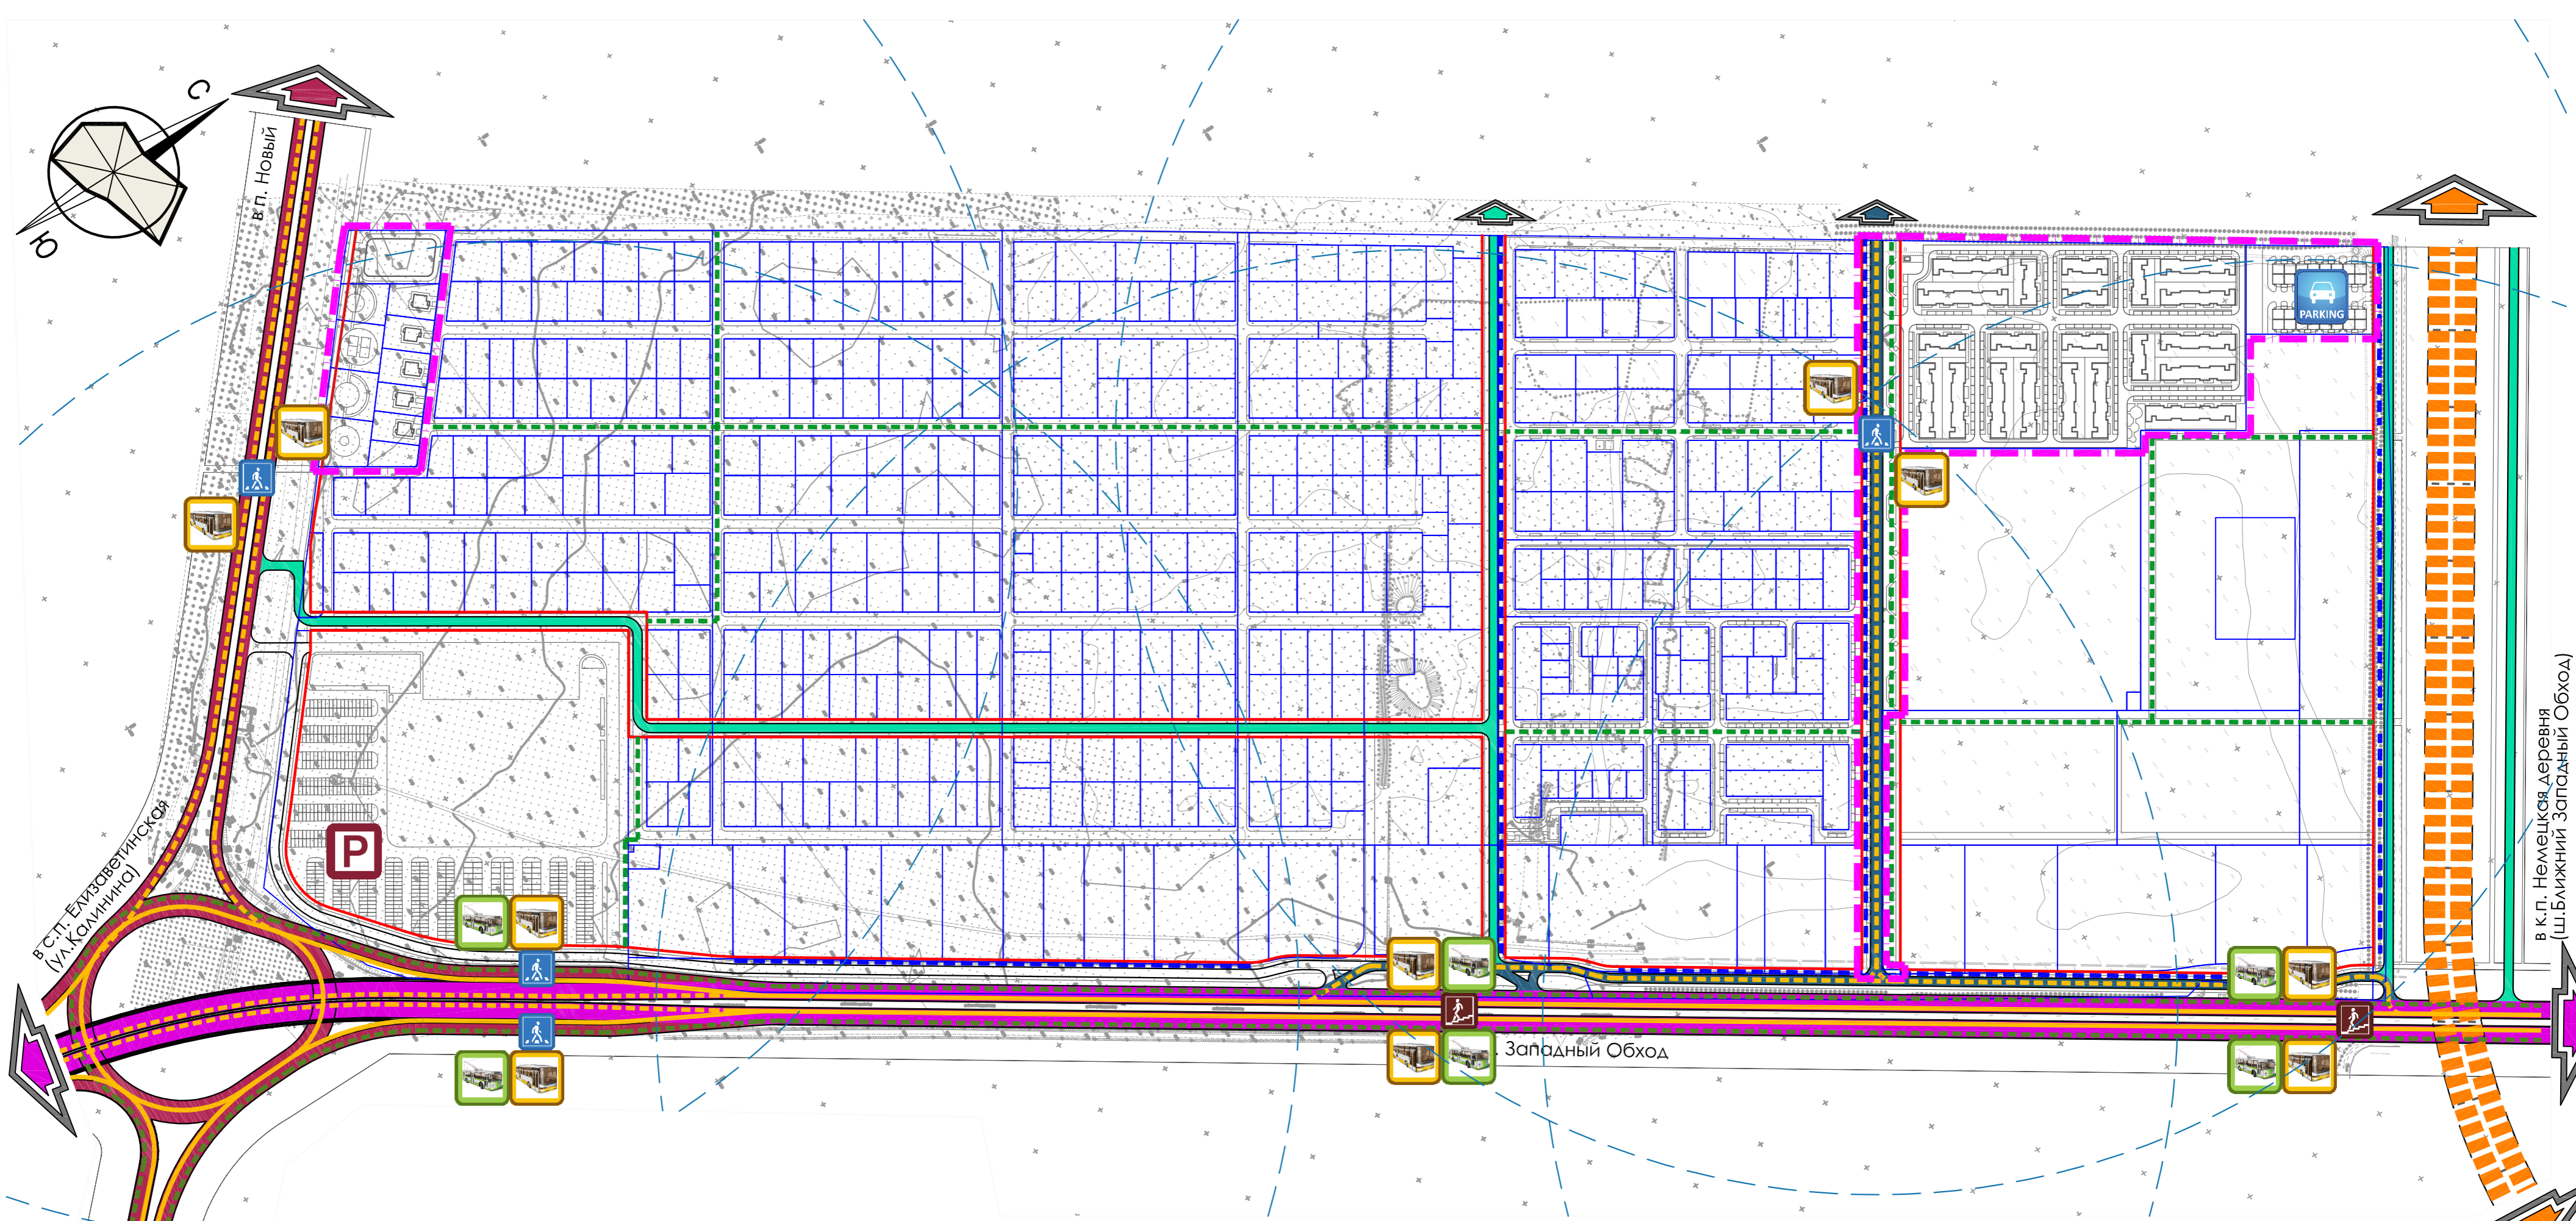 С
Ю
в п. Новый
PARKING
в с.п. Елизаветинская
(ул.Калинина)
P
. Западный Обход
в к.п. Немецкая деревня
(ш.Ближний Западный Обход)